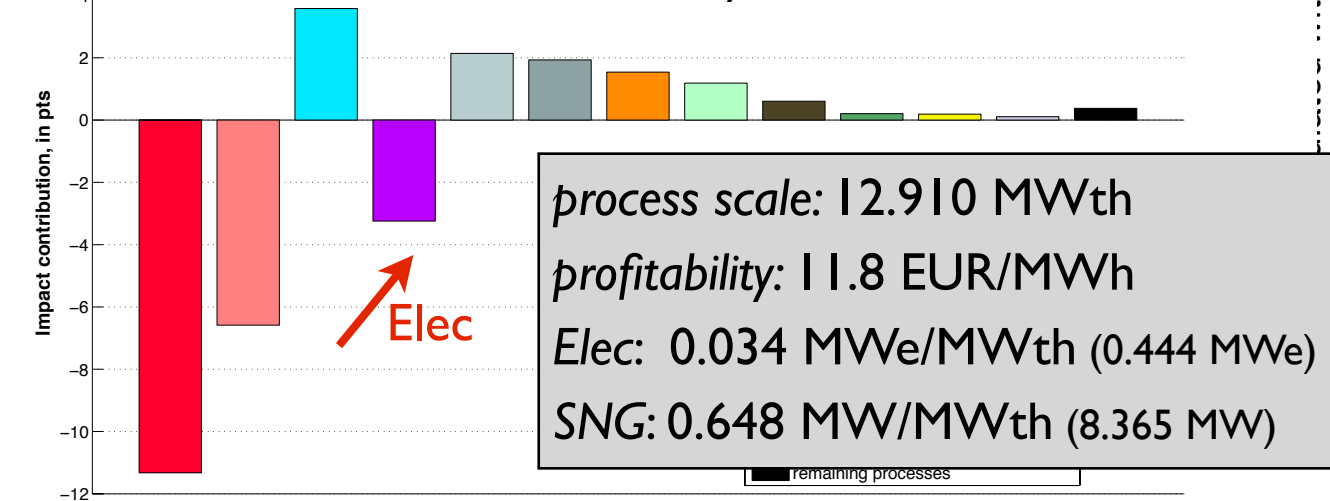 2
0
−2
−4
−6
−8
−10
−12
Impact contribution, in pts
Elec
process scale: 12.910 MWth
profitability: 11.8 EUR/MWh
Elec: 0.034 MWe/MWth (0.444 MWe)
SNG: 0.648 MW/MWth (8.365 MW)
remaining processes